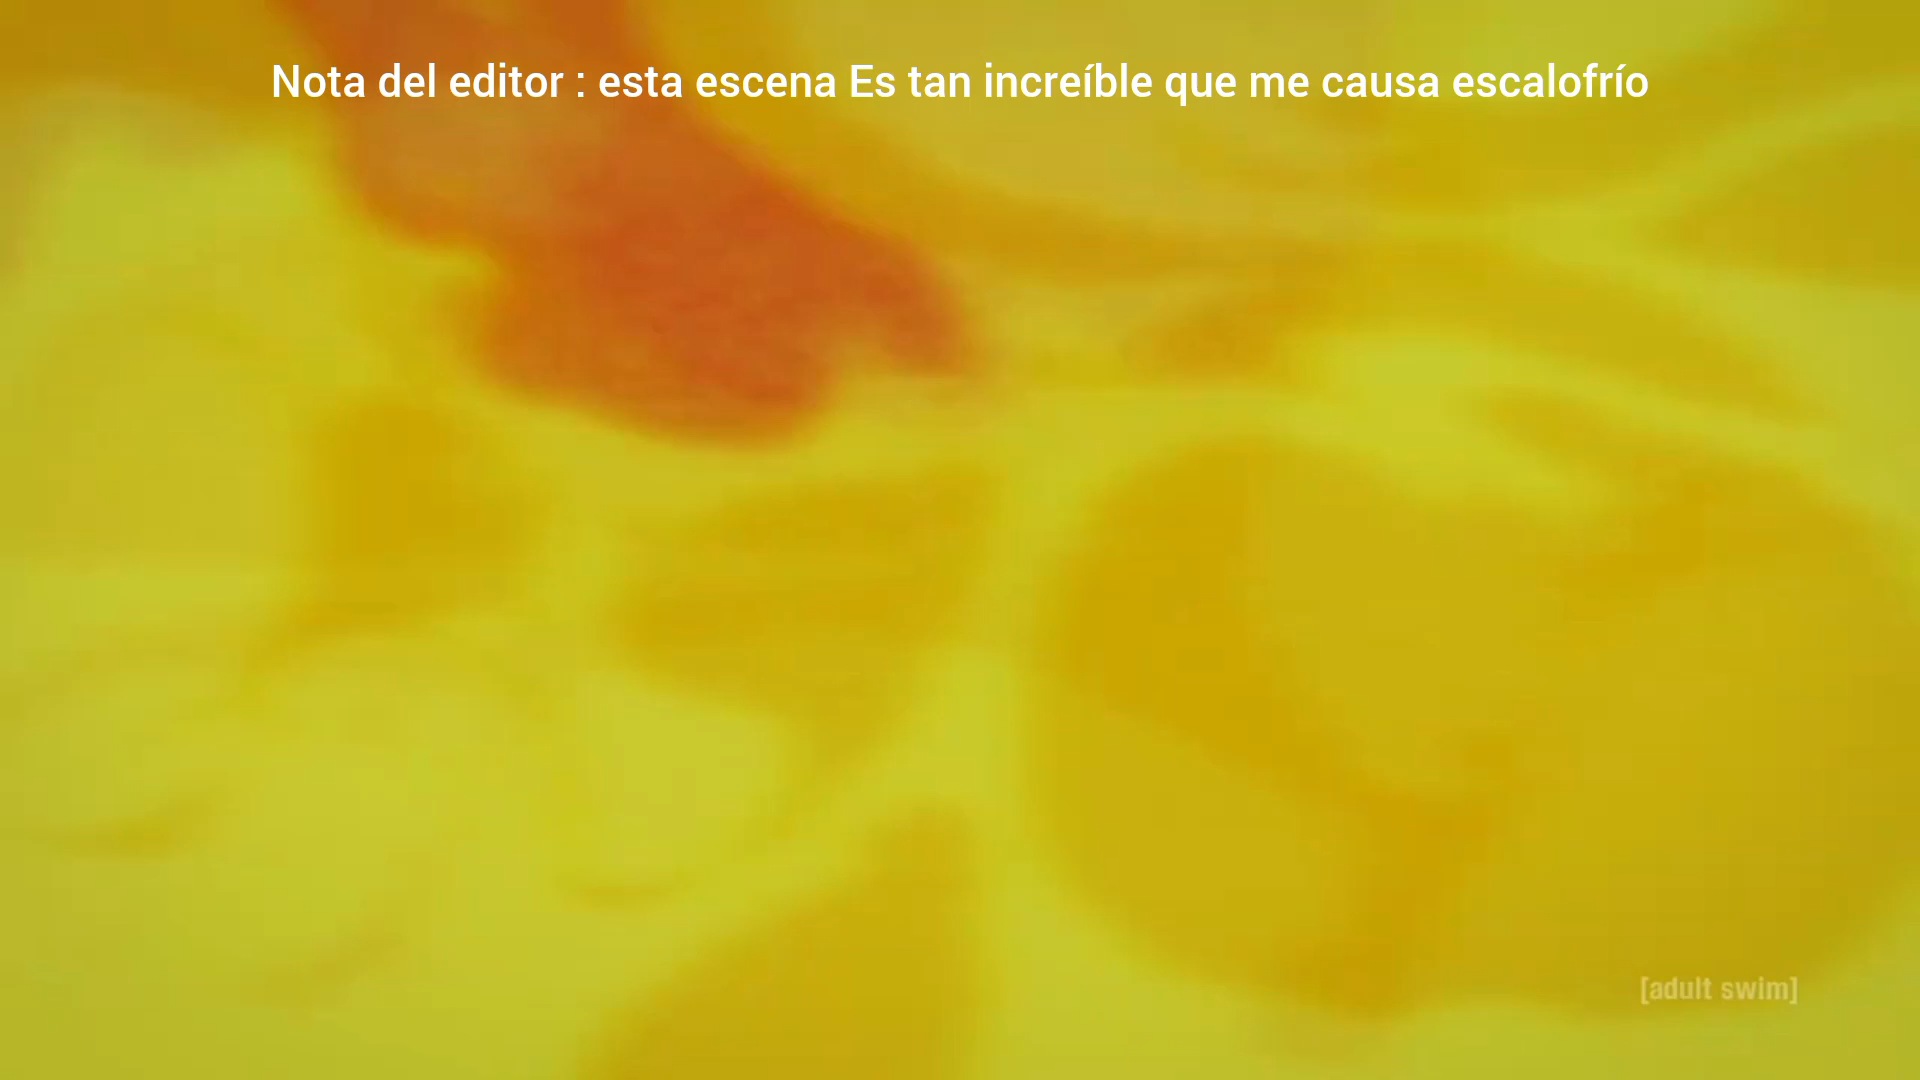 Nota del editor : esta escena Es tan increíble que me causa escalofrío
[adult swim]